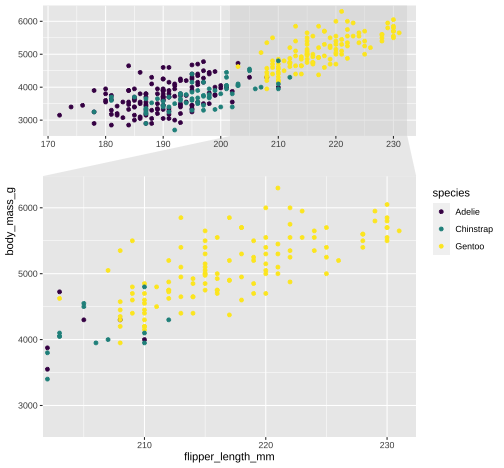 6000
5000
4000
3000
170 180 190 200 210 220 230
body_mass_g
6000
5000
4000
3000
210 220 230
flipper_length_mm
species
Adelie
Chinstrap
Gentoo